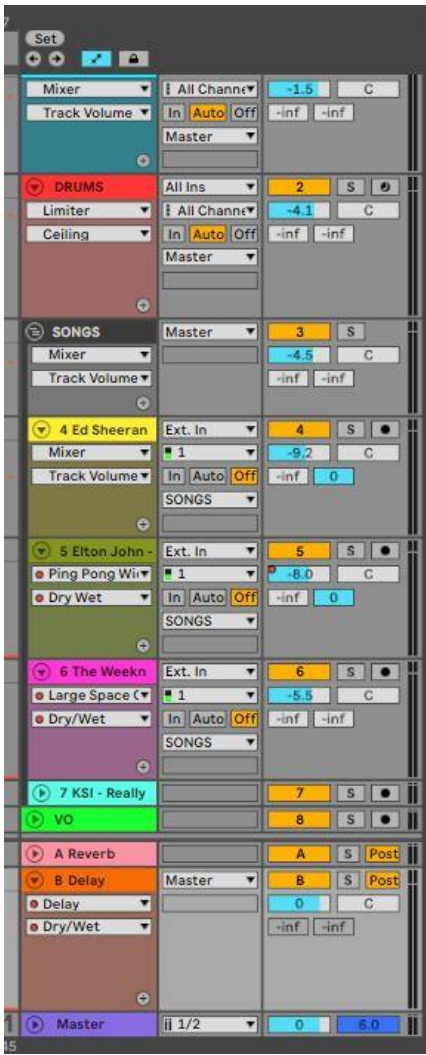 7
Set
Mixer All Channe -1.5 C
Track Volume In Auto Off -inf -inf
Master
DRUMS All Ins 2 S
Limiter All Channe -4.1 C
Ceiling In Auto Off -inf -inf
Master
SONGS Master 3 S
Mixer -4.5 C
Track Volume -inf -inf
4 Ed Sheeran Ext. In 4 S
Mixer 1 -9.2 C
Track Volume In Auto Off -inf 0
SONGS
5 Elton John - Ext. In 5 S
Ping Pong Wi 1 -8.0 C
Dry Wet In Auto Off -inf 0
SONGS
6 The Weekn Ext. In 6 S
Large Space ( 1 -5.5 C
Dry/Wet In Auto Off -inf -inf
SONGS
7 KSI - Really 7 S
VO 8 S
A Reverb A S Post
B Delay Master B S Post
Delay 0 C
Dry/Wet -inf -inf
1 Master 1/2 0 6.0
45